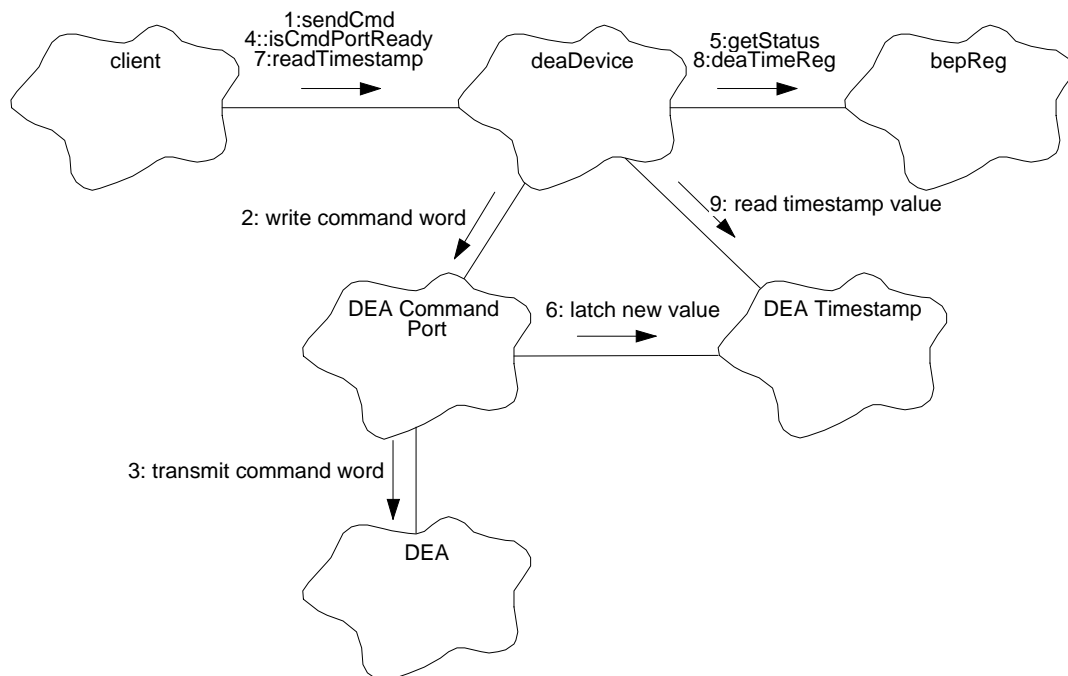 1:sendCmd
4::isCmdPortReady
7:readTimestamp
5:getStatus
8:deaTimeReg
client
deaDevice
bepReg
2: write command word
9: read timestamp value
DEA Command
Port
6: latch new value
DEA Timestamp
3: transmit command word
DEA